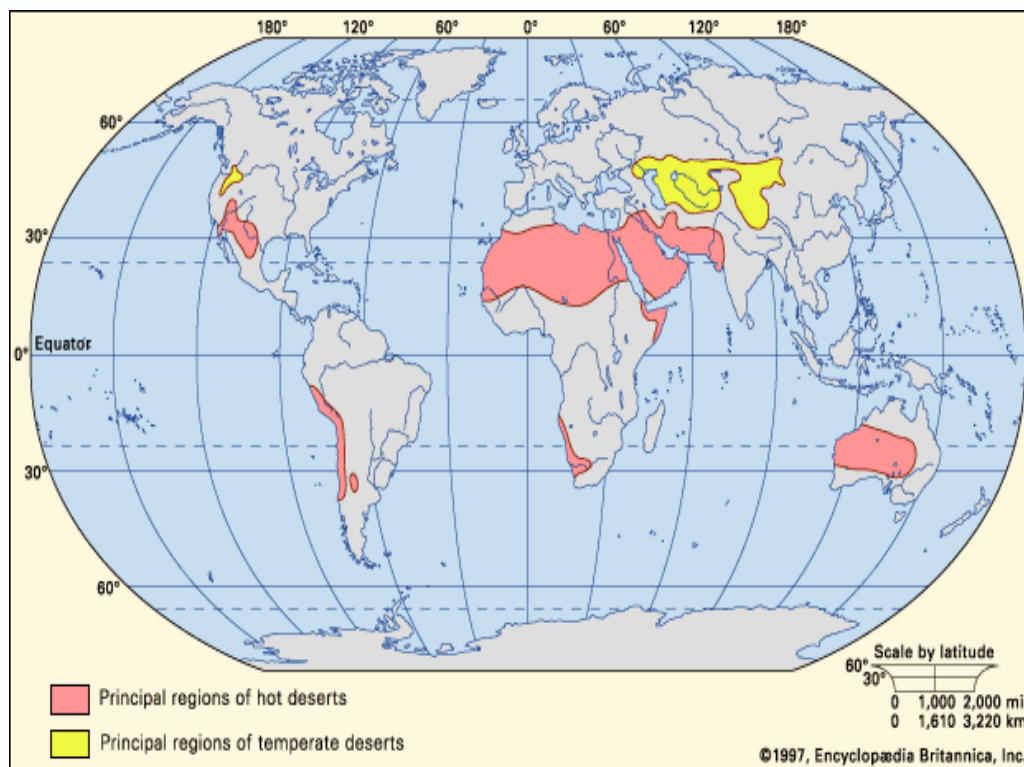 180° 120° 60° 0° 60° 120° 180°
60°
30°
Equator
0°
30°
60°
Scale by latitude
60°
30°
0 1,000 2,000 mi
0 1,610 3,220 km
Principal regions of hot deserts
Principal regions of temperate deserts
©1997, Encyclopædia Britannica, Inc.